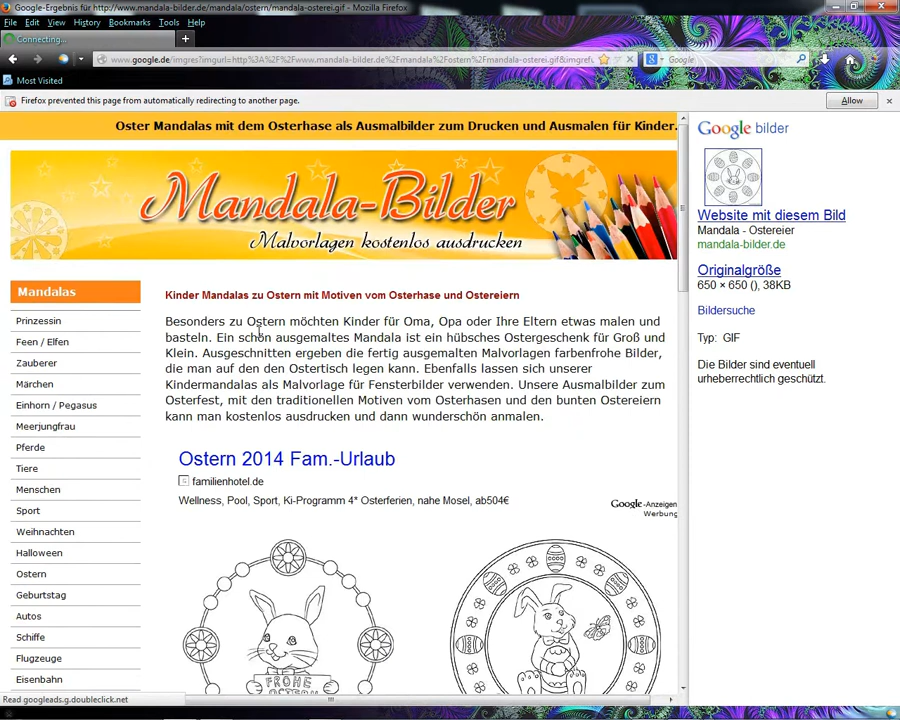 Google-Ergebnis für http://www.mandala-bilder.de/mandala/ostern/mandala-osterei.gif - Mozilla Firefox
File Edit View History Bookmarks Tools Help
Connecting...
www.google.de/imgres?imgurl=http%3A%2F%2Fwww.mandala-bilder.de%2Fmandala%2Fostern%2Fmandala-osterei.gif&imgrefu
Google
Most Visited
Firefox prevented this page from automatically redirecting to another page.
Allow
Oster Mandalas mit dem Osterhase als Ausmalbilder zum Drucken und Ausmalen für Kinder.
Mandala-Bilder
Malvorlagen kostenlos ausdrucken
Mandalas
Prinzessin
Feen / Elfen
Zauberer
Märchen
Einhorn / Pegasus
Meerjungfrau
Pferde
Tiere
Menschen
Sport
Weihnachten
Halloween
Ostern
Geburtstag
Autos
Schiffe
Flugzeuge
Eisenbahn
Kinder Mandalas zu Ostern mit Motiven vom Osterhase und Ostereiern
Besonders zu Ostern möchten Kinder für Oma, Opa oder Ihre Eltern etwas malen und
basteln. Ein schön ausgemaltes Mandala ist ein hübsches Ostergeschenk für Groß und
Klein. Ausgeschnitten ergeben die fertig ausgemalten Malvorlagen farbenfrohe Bilder,
die man auf den den Ostertisch legen kann. Ebenfalls lassen sich unserer
Kindermandalas als Malvorlage für Fensterbilder verwenden. Unsere Ausmalbilder zum
Osterfest, mit den traditionellen Motiven vom Osterhasen und den bunten Ostereiern
kann man kostenlos ausdrucken und dann wunderschön anmalen.
Ostern 2014 Fam.-Urlaub
familienhotel.de
Wellness, Pool, Sport, Ki-Programm 4* Osterferien, nahe Mosel, ab504€
Google-Anzeigen
Werbung
FROHE
OSTERN
Google bilder
Website mit diesem Bild
Mandala - Ostereier
mandala-bilder.de
Originalgröße
650 × 650 (), 38KB
Bildersuche
Typ: GIF
Die Bilder sind eventuell
urheberrechtlich geschützt.
Read googleads.g.doubleclick.net